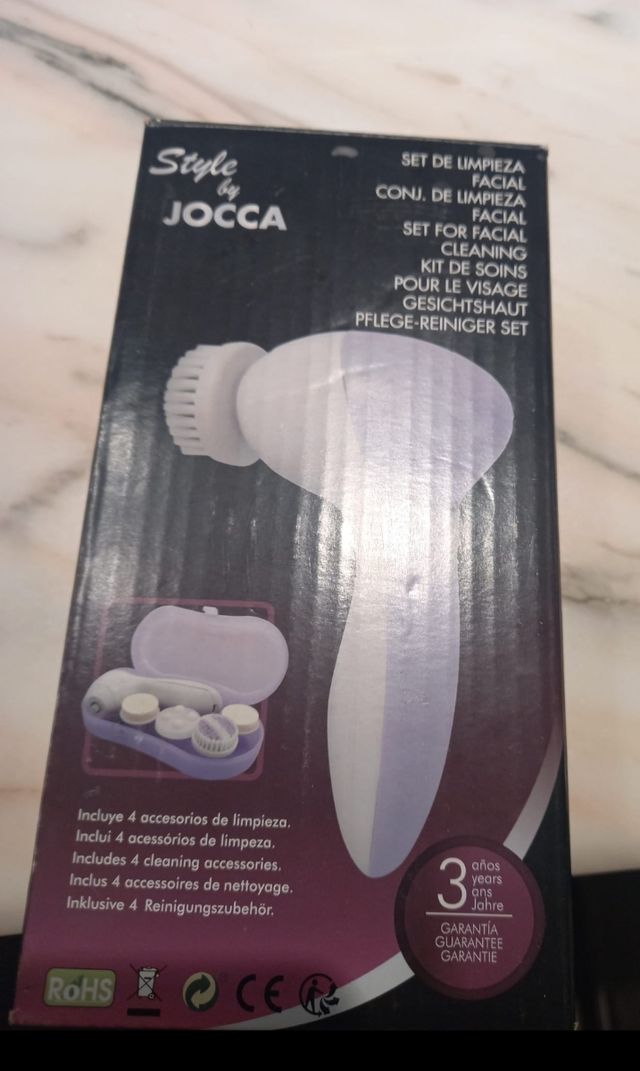 Style
by
JOCCA
SET DE LIMPIEZA
FACIAL
CONJ. DE LIMPIEZA
FACIAL
SET FOR FACIAL
CLEANING
KIT DE SOINS
POUR LE VISAGE
GESICHTSHAUT
PFLEGE-REINIGER SET
Incluye 4 accesorios de limpieza.
Inclui 4 acessórios de limpeza.
Includes 4 cleaning accessories.
Inclus 4 accessoires de nettoyage.
Inklusive 4 Reinigungszubehör.
3 años
years
ans
Jahre
GARANTÍA
GUARANTEE
GARANTIE
RoHS
CE